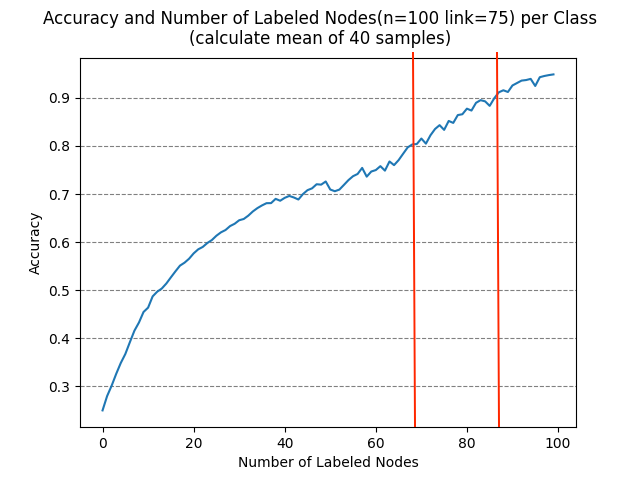 Accuracy and Number of Labeled Nodes(n=100 link=75) per Class
(calculate mean of 40 samples)
0.9
0.8
0.7
0.6
0.5
0.4
0.3
Accuracy
0 20 40 60 80 100
Number of Labeled Nodes